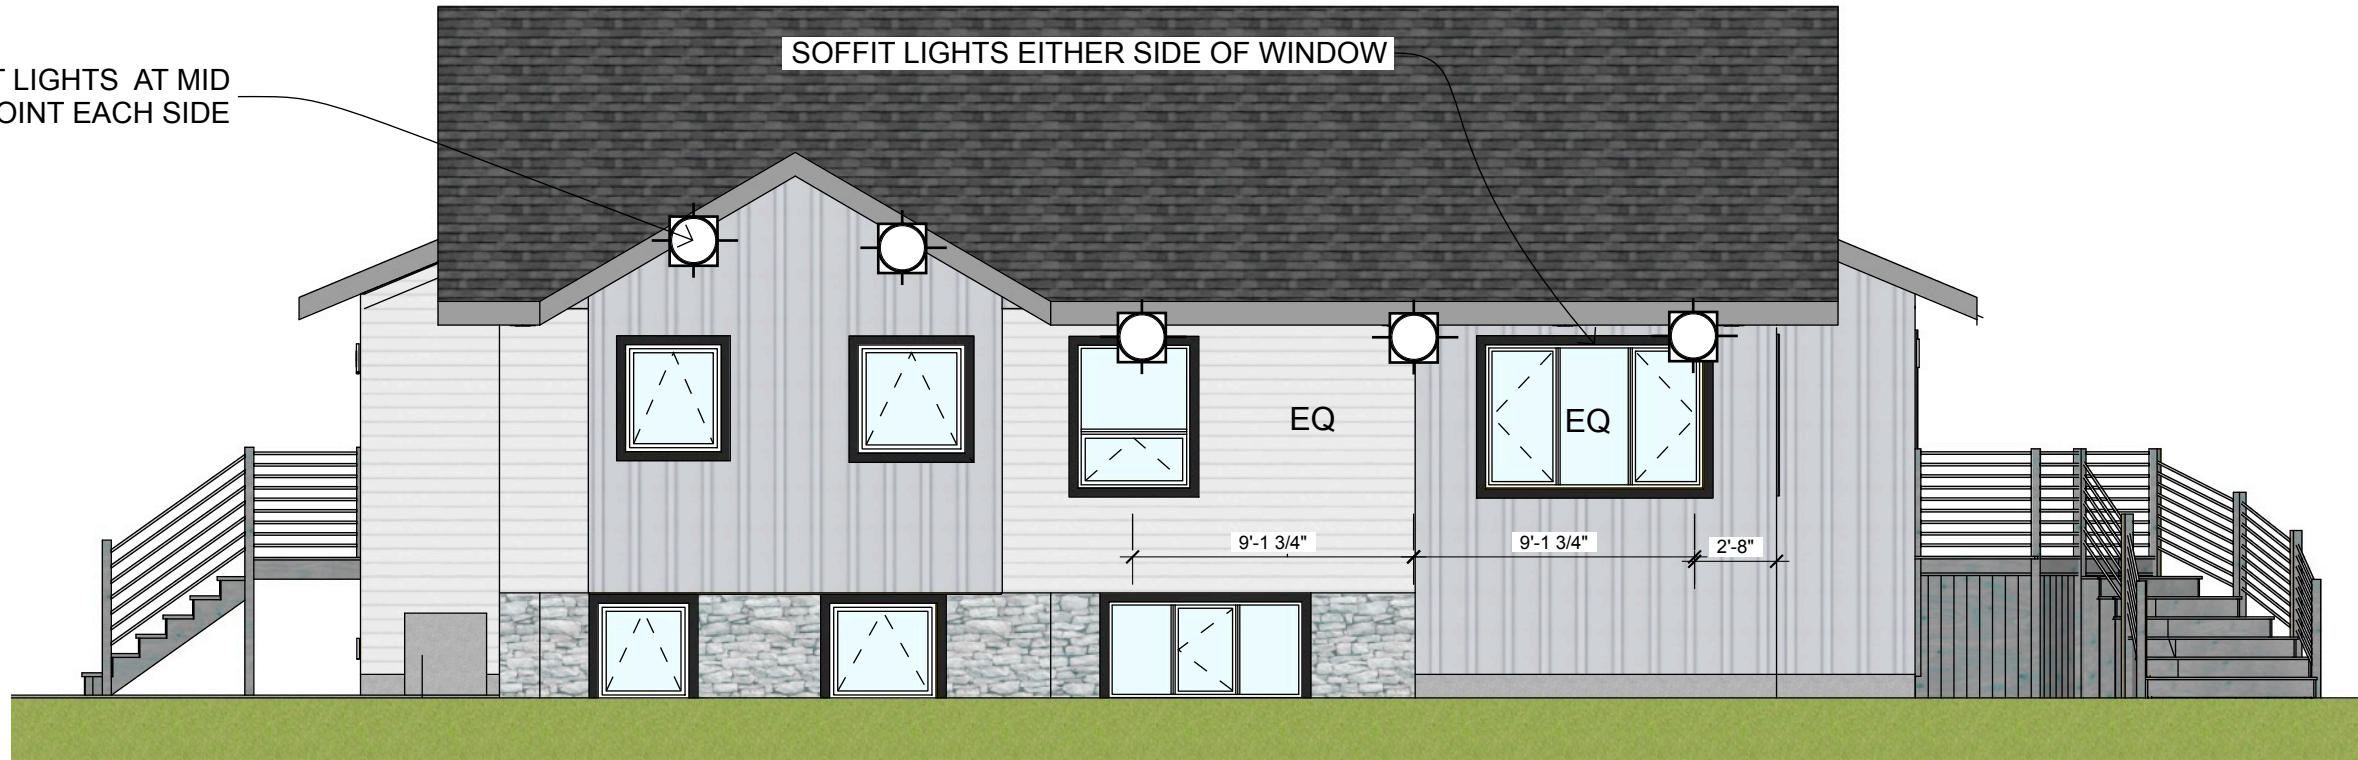 SOFFIT LIGHTS EITHER SIDE OF WINDOW
LIGHTS AT MID
EACH SIDE
EQ
EQ
9'-1 3/4"
9'-1 3/4"
2'-8"